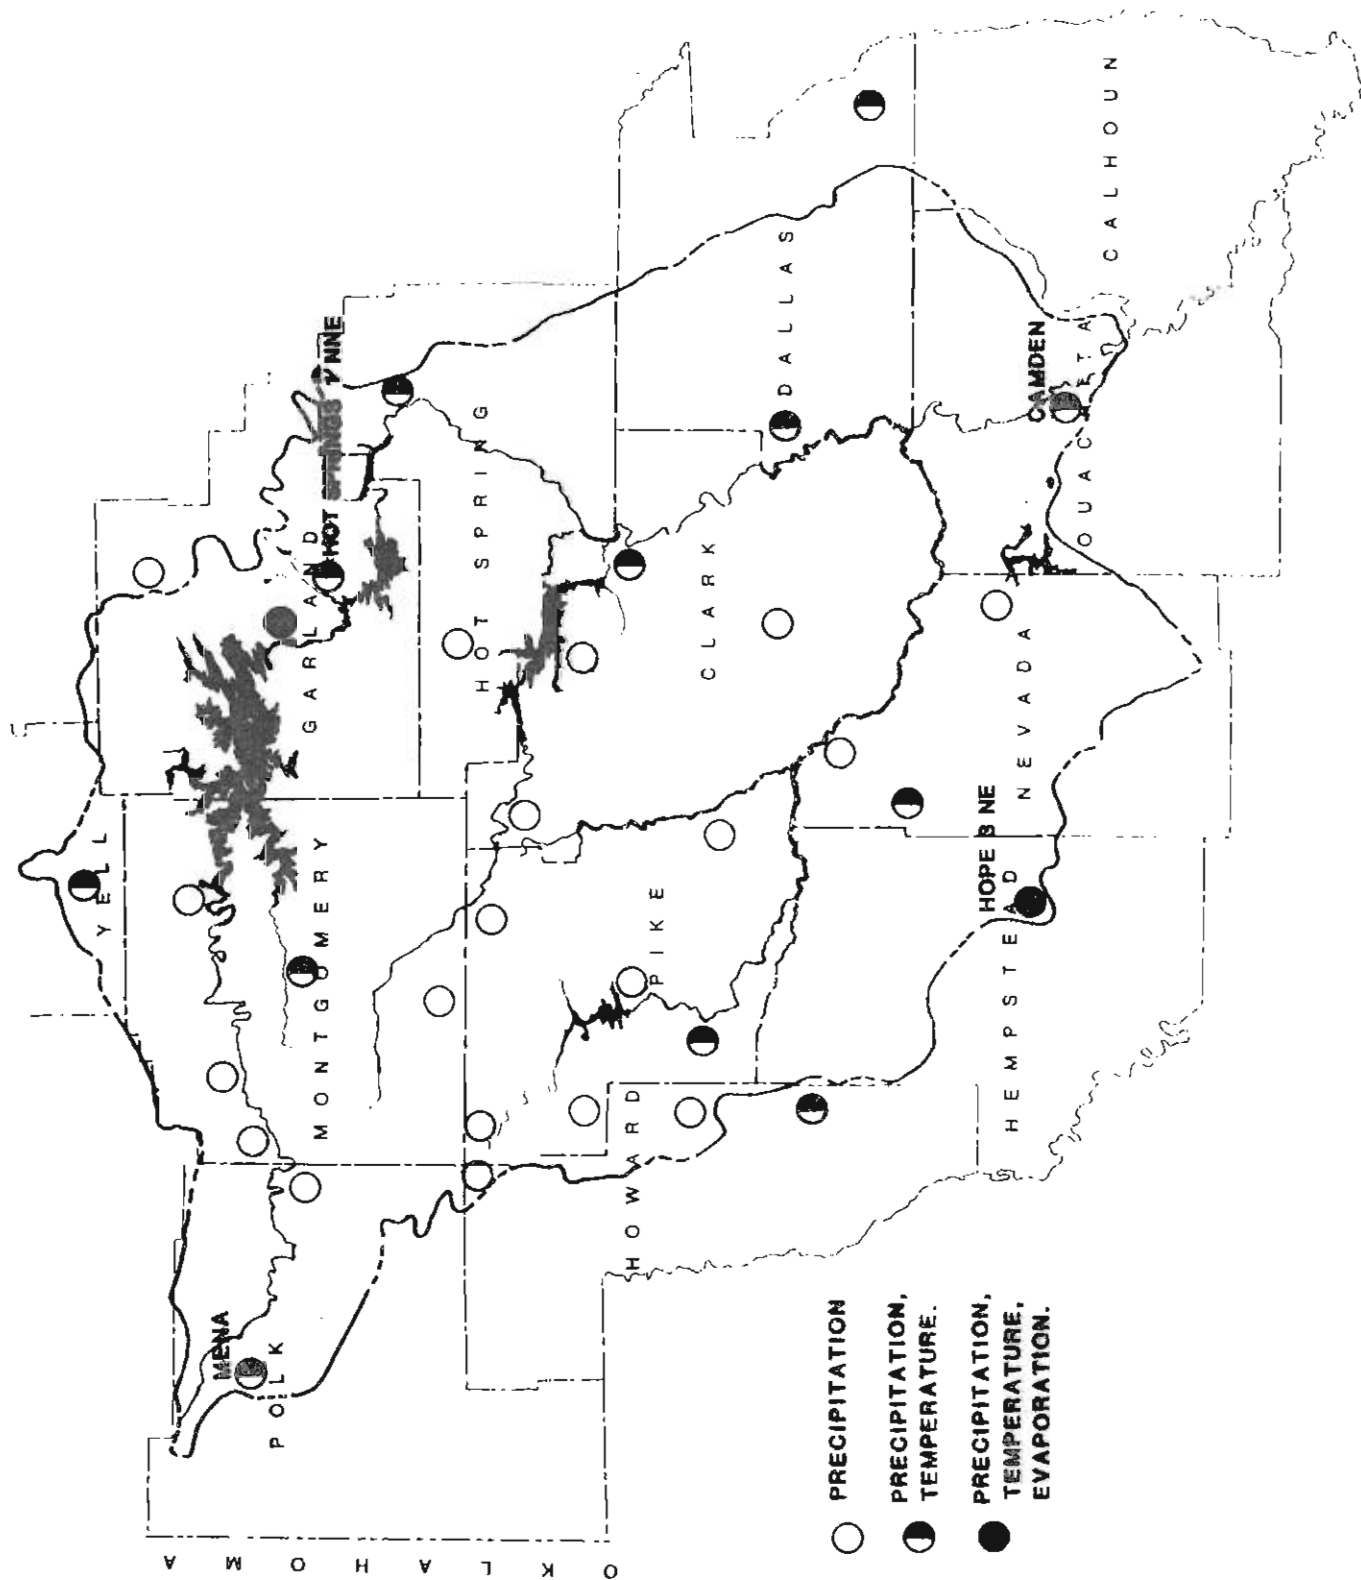 YELL
MENA
POLK
MONTGOMERY
GARLAND
HOT SPRINGS 1 NNE
HOT SPRING
OKLAHOMA
HOWARD
PIKE
CLARK
DALLAS
HOPE 3 NE
HEMPSTEAD
NEVADA
CAMDEN
OUACHITA
CALHOUN
PRECIPITATION
PRECIPITATION,
TEMPERATURE.
PRECIPITATION,
TEMPERATURE,
EVAPORATION.